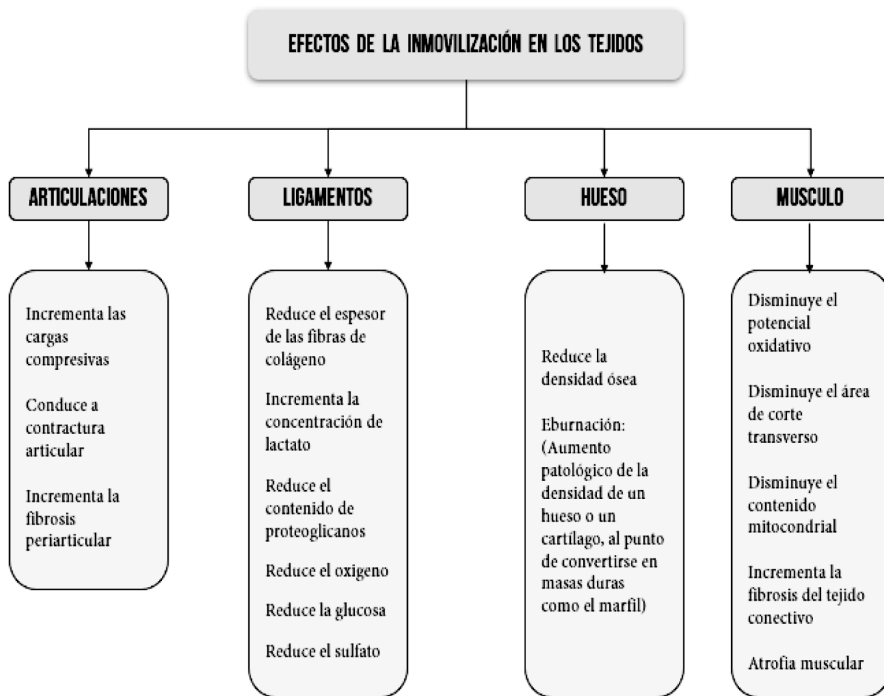 EFECTOS DE LA INMOVILIZACIÓN EN LOS TEJIDOS
ARTICULACIONES
Incrementa las
cargas
compresivas
Conduce a
contractura
articular
Incrementa la
fibrosis
periarticular
LIGAMENTOS
Reduce el espesor
de las fibras de
colágeno
Incrementa la
concentración de
lactato
Reduce el
contenido de
proteoglicanos
Reduce el oxigeno
Reduce la glucosa
Reduce el sulfato
HUESO
Reduce la
densidad ósea
Eburnación:
(Aumento
patológico de la
densidad de un
hueso o un
cartílago, al punto
de convertirse en
masas duras
como el marfil)
MUSCULO
Disminuye el
potencial
oxidativo
Disminuye el área
de corte
transverso
Disminuye el
contenido
mitocondrial
Incrementa la
fibrosis del tejido
conectivo
Atrofia muscular